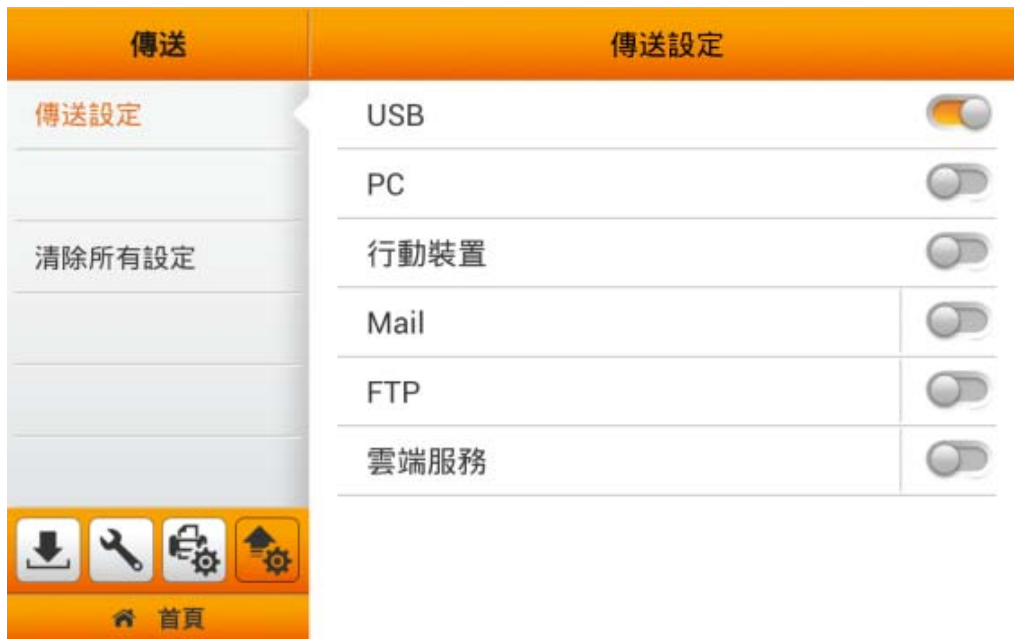 傳送
傳送設定
傳送設定
清除所有設定
USB
PC
行動裝置
Mail
FTP
雲端服務
首頁